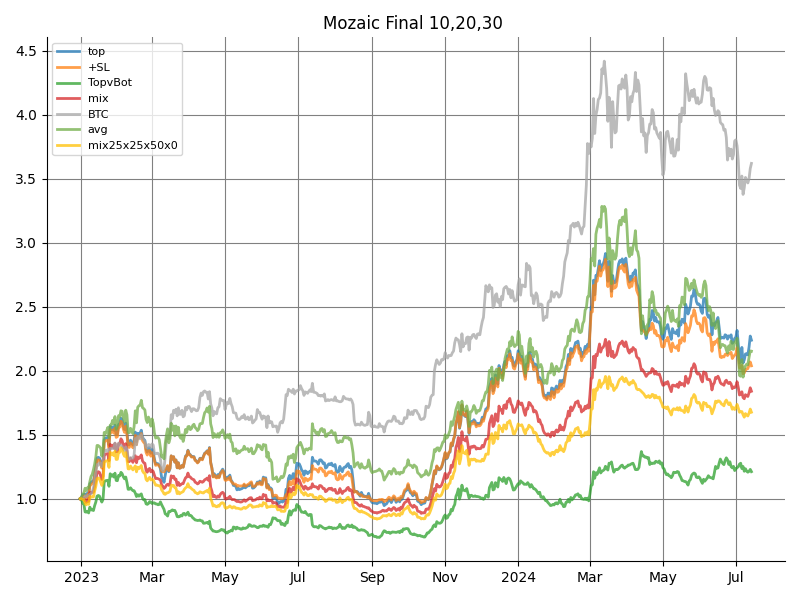 Mozaic Final 10,20,30
top
+SL
TopvBot
mix
BTC
avg
mix25x25x50x0
4.5
4.0
3.5
3.0
2.5
2.0
1.5
1.0
2023 Mar May Jul Sep Nov 2024 Mar May Jul